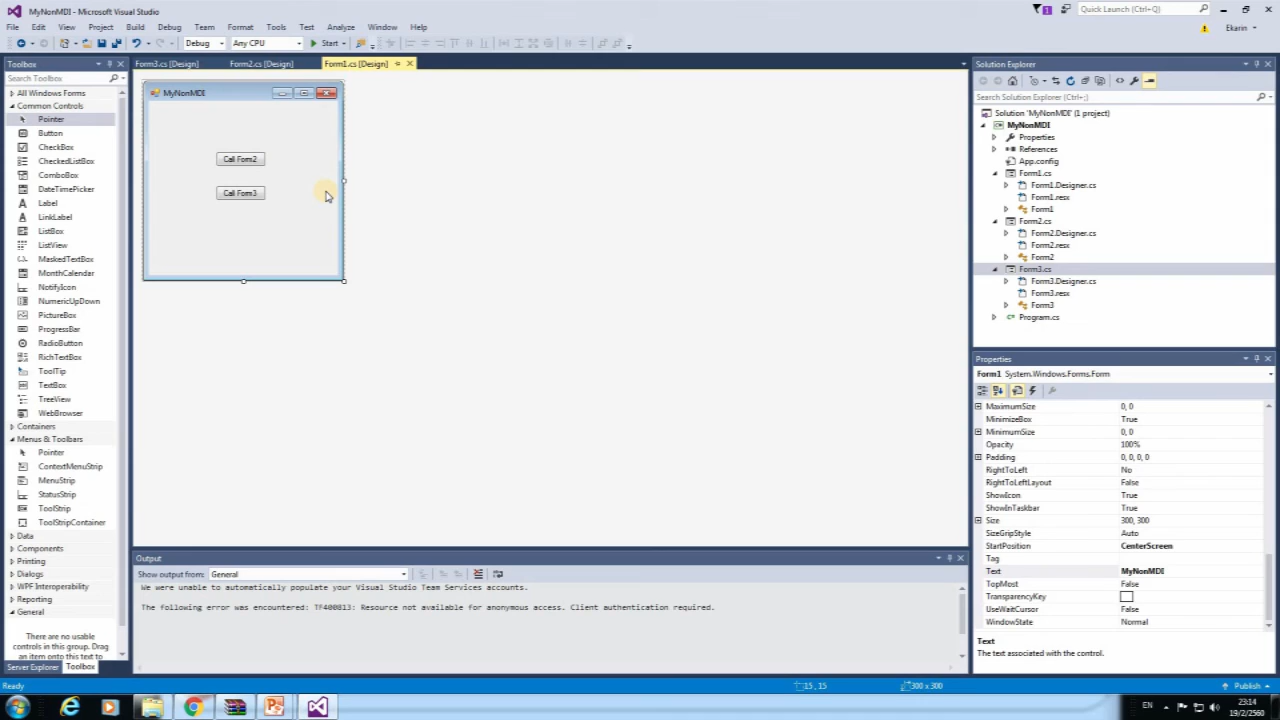 MyNonMDI - Microsoft Visual Studio
1
Quick Launch (Ctrl+;)
File Edit View Project Build Debug Team Format Tools Test Analyze Window Help
Ekarin
Debug Any CPU Start
Toolbox
Search Toolbox
All Windows Forms
Common Controls
Pointer
Button
CheckBox
CheckedListBox
ComboBox
DateTimePicker
Label
LinkLabel
ListBox
ListView
MaskedTextBox
MonthCalendar
NotifyIcon
NumericUpDown
PictureBox
ProgressBar
RadioButton
RichTextBox
ToolTip
TextBox
TreeView
WebBrowser
Containers
Menus & Toolbars
Pointer
ContextMenuStrip
MenuStrip
StatusStrip
ToolStrip
ToolStripContainer
Data
Components
Printing
Dialogs
WPF Interoperability
Reporting
General
There are no usable
controls in this group. Drag
an item onto this text to
Server Explorer Toolbox
Form3.cs [Design] Form2.cs [Design] Form1.cs [Design]
MyNonMDI
Call Form2
Call Form3
Output
Show output from: General
We were unable to automatically populate your Visual Studio Team Services accounts.
The following error was encountered: TF400813: Resource not available for anonymous access. Client authentication required.
Solution Explorer
Search Solution Explorer (Ctrl+;)
Solution 'MyNonMDI' (1 project)
MyNonMDI
Properties
References
App.config
Form1.cs
Form1.Designer.cs
Form1.resx
Form1
Form2.cs
Form2.Designer.cs
Form2.resx
Form2
Form3.cs
Form3.Designer.cs
Form3.resx
Form3
Program.cs
Properties
Form1 System.Windows.Forms.Form
MaximumSize 0, 0
MinimizeBox True
MinimumSize 0, 0
Opacity 100%
Padding 0, 0, 0, 0
RightToLeft No
RightToLeftLayout False
ShowIcon True
ShowInTaskbar True
Size 300, 300
SizeGripStyle Auto
StartPosition CenterScreen
Tag
Text MyNonMDI
TopMost False
TransparencyKey
UseWaitCursor False
WindowState Normal
Text
The text associated with the control.
Ready 15, 15 300 x 300 Publish
EN 23:14
19/2/2560